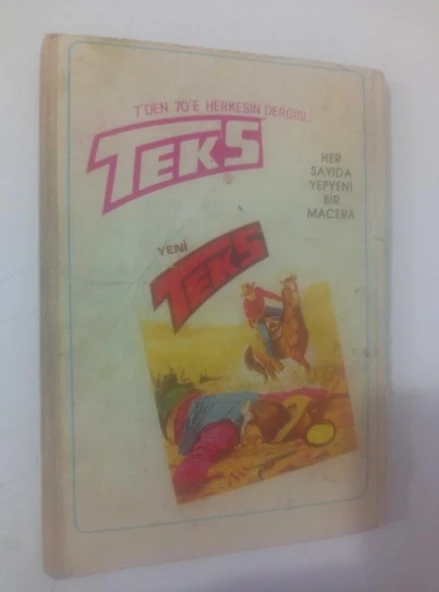 7'DEN 70'E HERKESİN DERGİSİ...
TEKS
®
HER
SAYIDA
YEPYENİ
BİR
MACERA
YENİ
TEKS